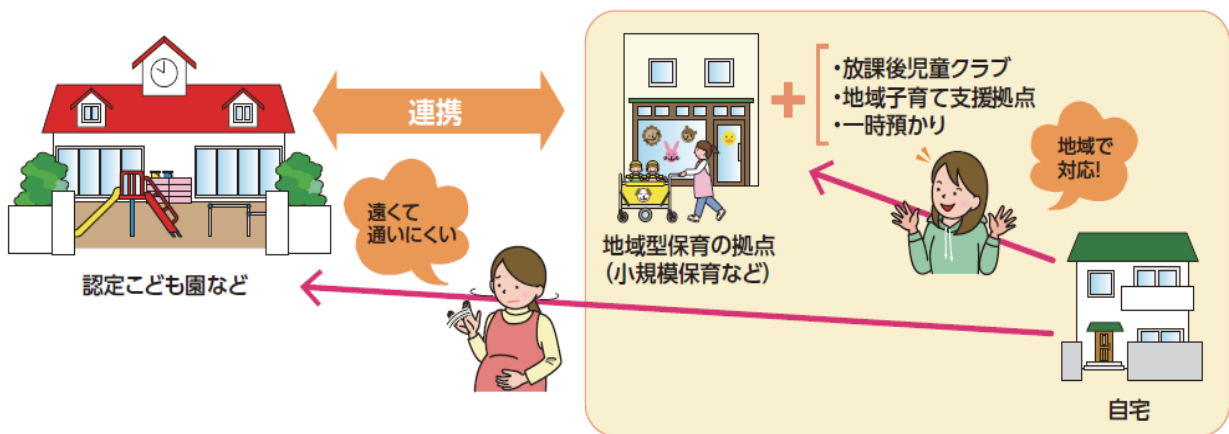 連携
・放課後児童クラブ
・地域子育て支援拠点
・一時預かり
地域で
対応!
遠くて
通いにくい
認定こども園など
地域型保育の拠点
(小規模保育など)
自宅